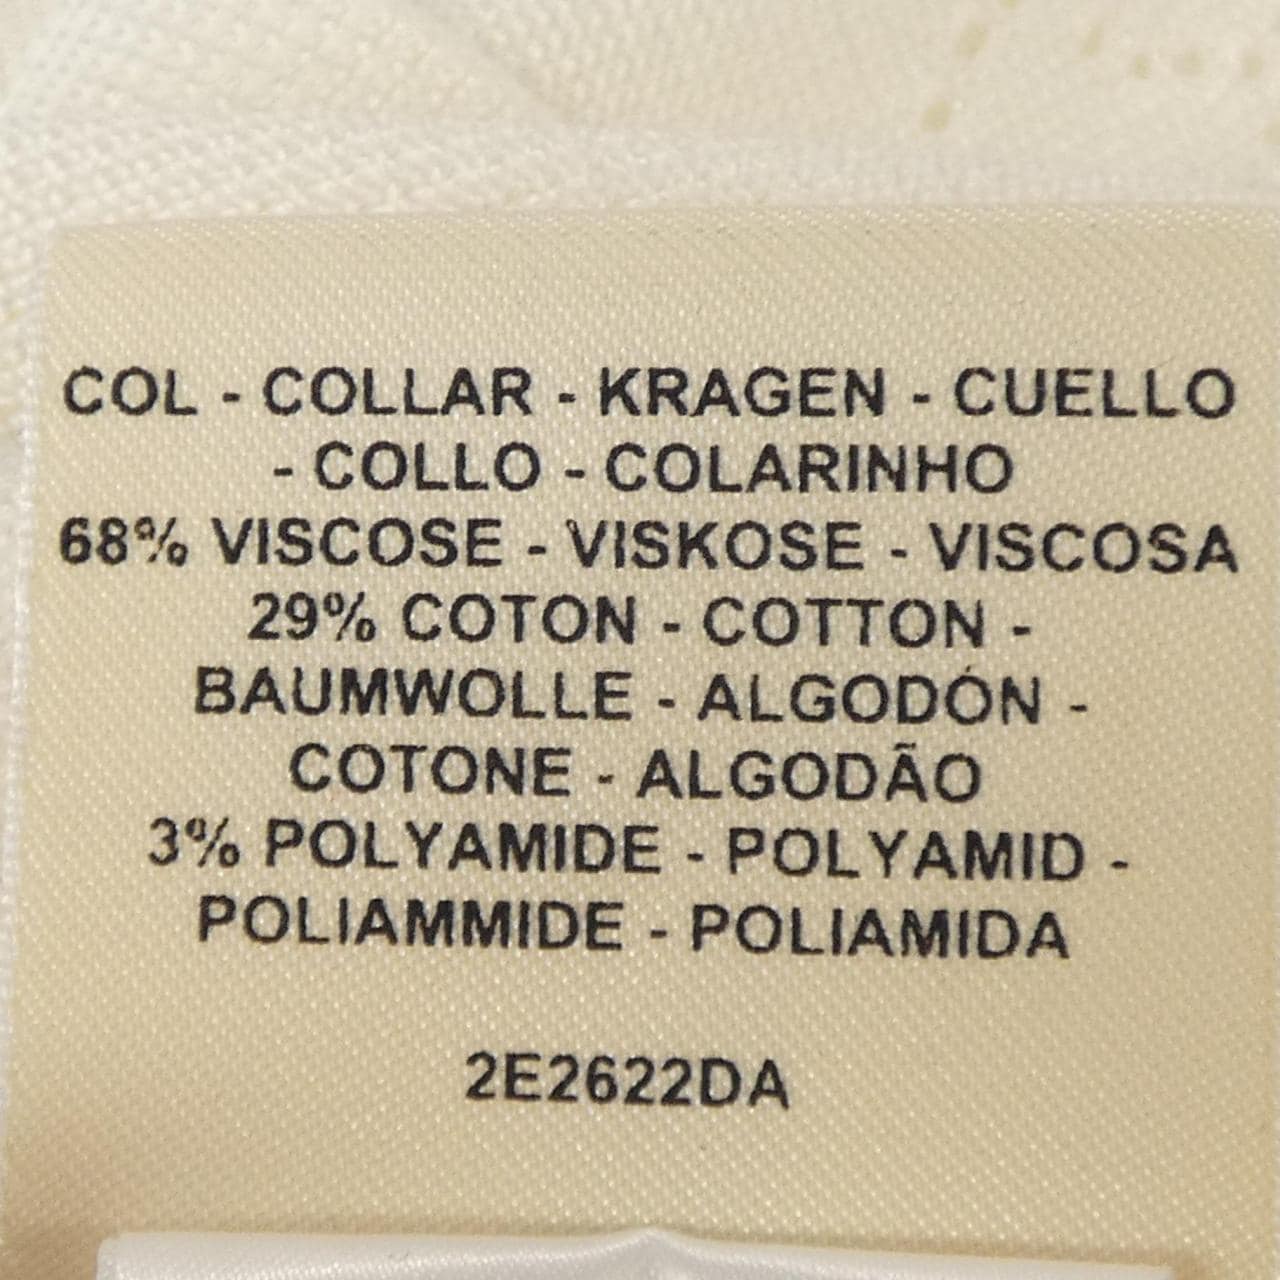 COL - COLLAR - KRAGEN - CUELLO
- COLLO - COLARINHO
68% VISCOSE - VISKOSE - VISCOSA
29% COTON - COTTON -
BAUMWOLLE - ALGODÓN -
COTONE - ALGODÃO
3% POLYAMIDE - POLYAMID -
POLIAMMIDE - POLIAMIDA
2E2622DA